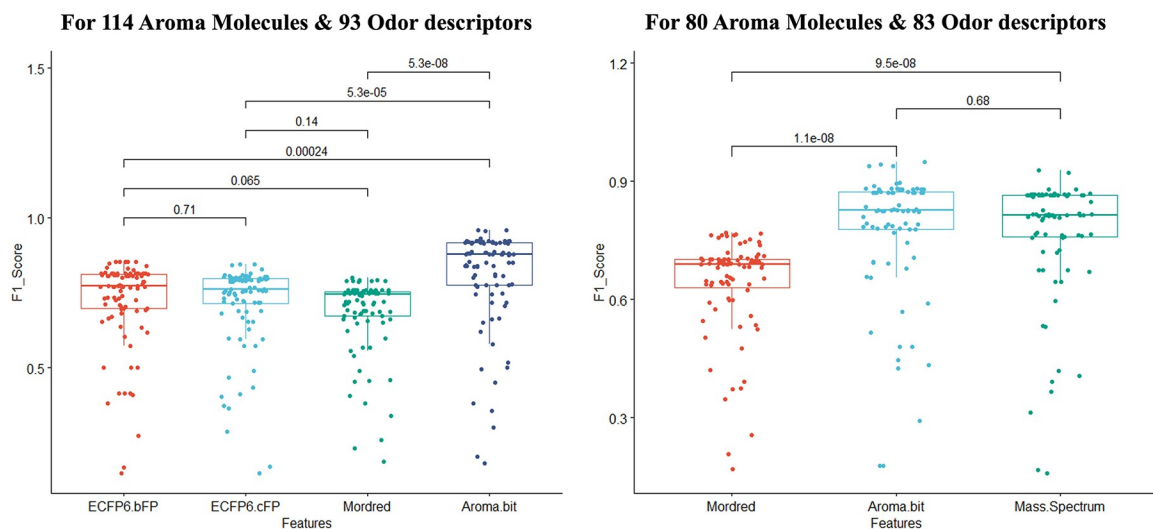 For 114 Aroma Molecules & 93 Odor descriptors
1.5
1.0
0.5
F1_Score
5.3e-08
5.3e-05
0.14
0.00024
0.065
0.71
ECFP6.bFP
ECFP6.cFP
Mordred
Aroma.bit
Features
For 80 Aroma Molecules & 83 Odor descriptors
1.2
0.9
0.6
0.3
F1_Score
9.5e-08
0.68
1.1e-08
Mordred
Aroma.bit
Mass.Spectrum
Features